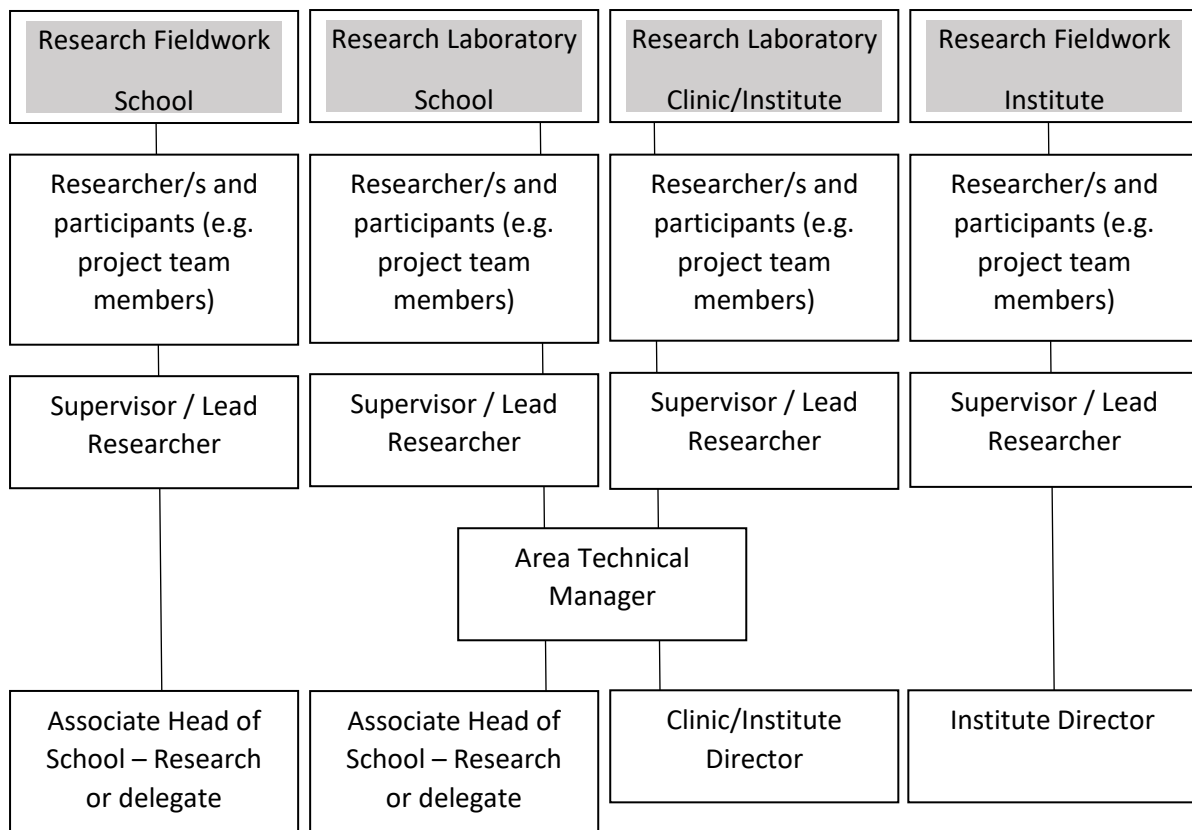 Research Fieldwork
School
Research Laboratory
School
Research Laboratory
Clinic/Institute
Research Fieldwork
Institute
Researcher/s and
participants (e.g.
project team
members)
Researcher/s and
participants (e.g.
project team
members)
Researcher/s and
participants (e.g.
project team
members)
Researcher/s and
participants (e.g.
project team
members)
Supervisor / Lead
Researcher
Supervisor / Lead
Researcher
Supervisor / Lead
Researcher
Supervisor / Lead
Researcher
Area Technical
Manager
Associate Head of
School – Research
or delegate
Associate Head of
School – Research
or delegate
Clinic/Institute
Director
Institute Director